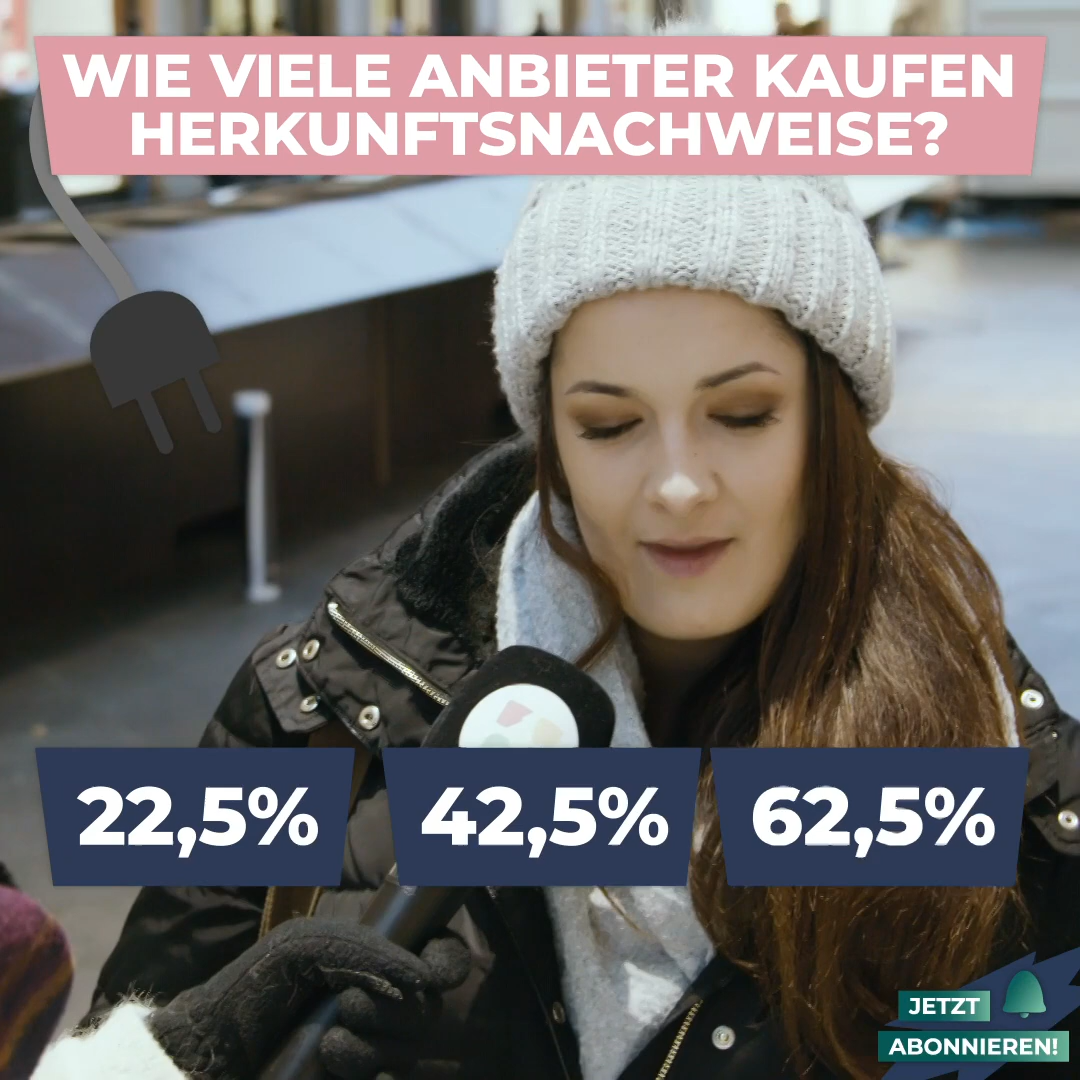 WIE VIELE ANBIETER KAUFEN
HERKUNFTSNACHWEISE?
22,5% 42,5% 62,5%
JETZT
ABONNIEREN!